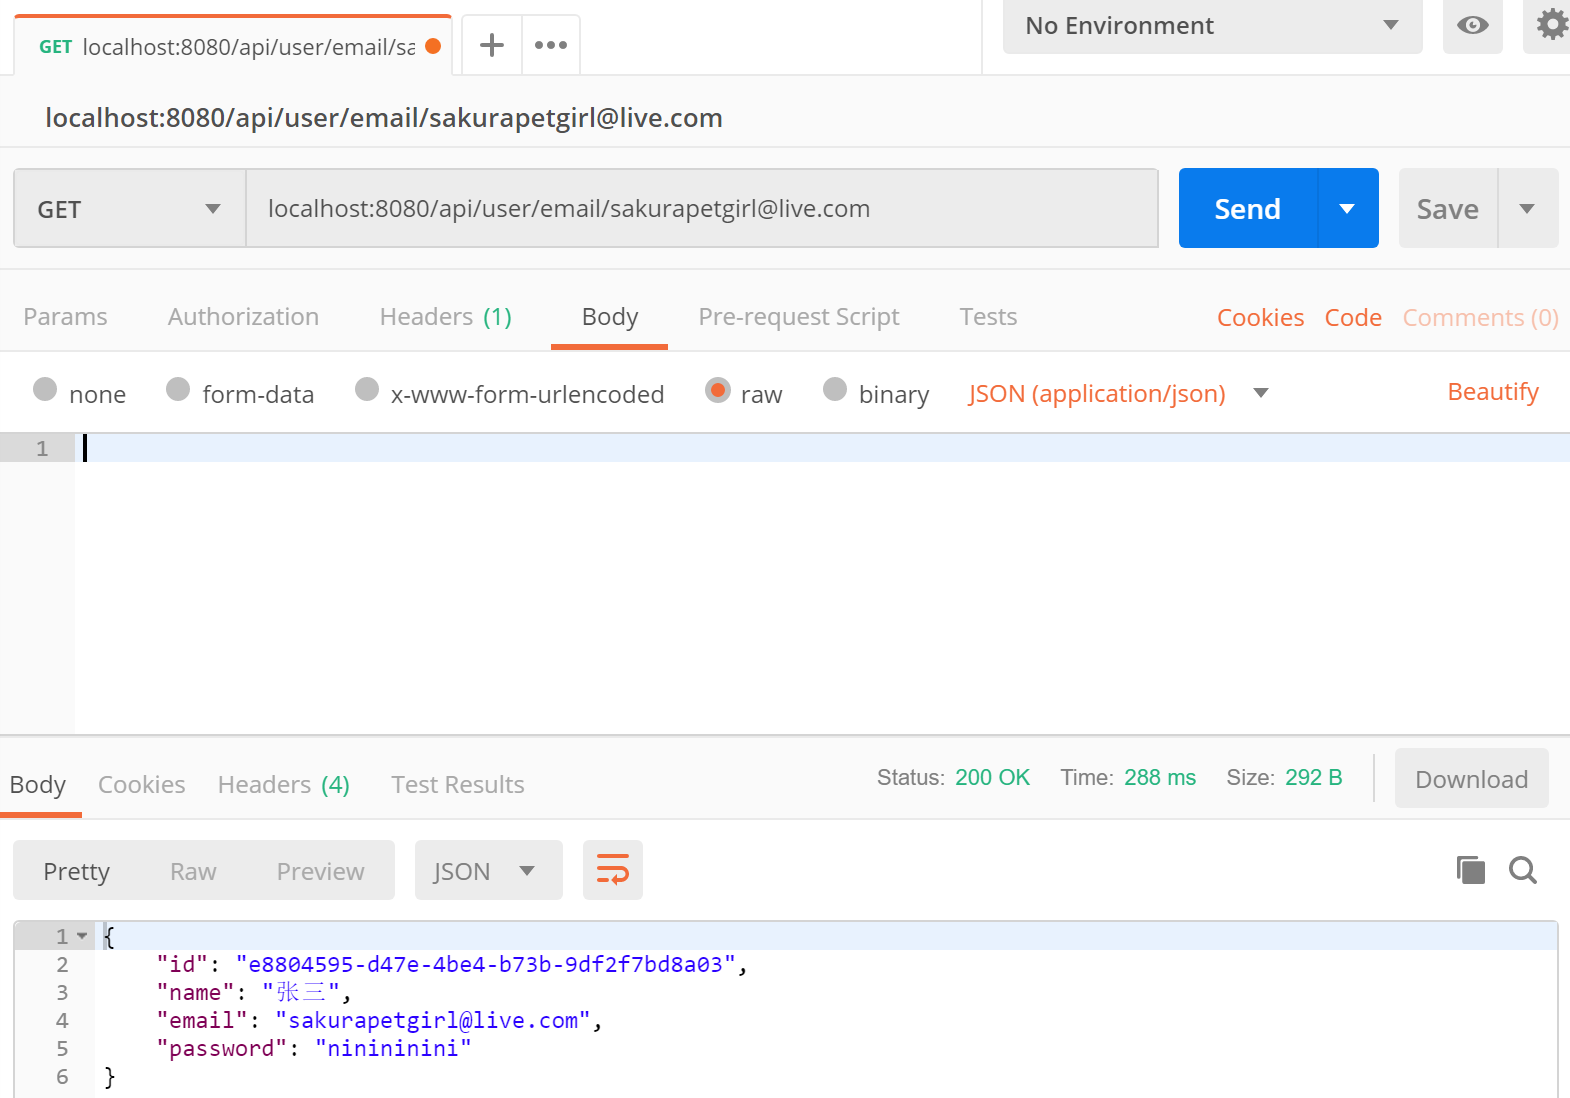 GET localhost:8080/api/user/email/sa
No Environment
localhost:8080/api/user/email/sakurapetgirl@live.com
GET localhost:8080/api/user/email/sakurapetgirl@live.com Send Save
Params Authorization Headers (1) Body Pre-request Script Tests Cookies Code Comments (0)
none form-data x-www-form-urlencoded raw binary JSON (application/json) Beautify
1
Body Cookies Headers (4) Test Results Status: 200 OK Time: 288 ms Size: 292 B Download
Pretty Raw Preview JSON
1 {
2 "id": "e8804595-d47e-4be4-b73b-9df2f7bd8a03",
3 "name": "张三",
4 "email": "sakurapetgirl@live.com",
5 "password": "nininini​ni"
6 }